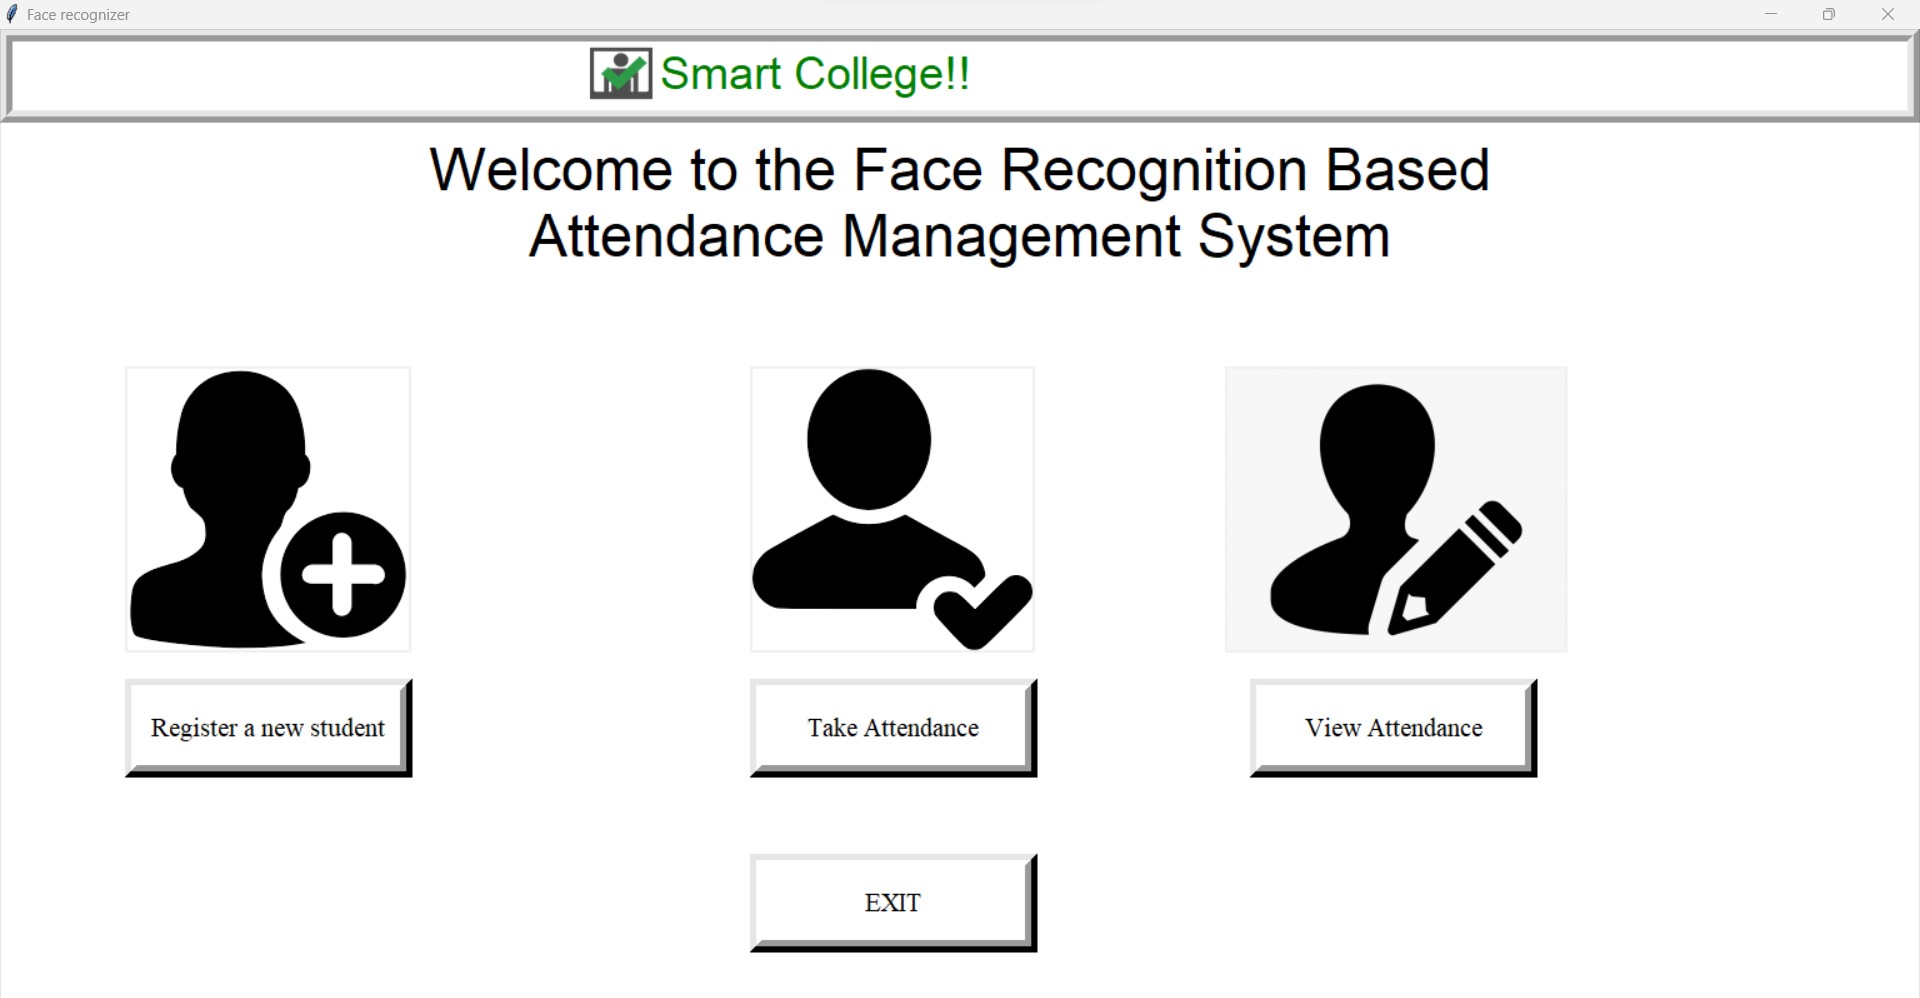 Face recognizer
Smart College!!
Welcome to the Face Recognition Based
Attendance Management System
Register a new student
Take Attendance
View Attendance
EXIT